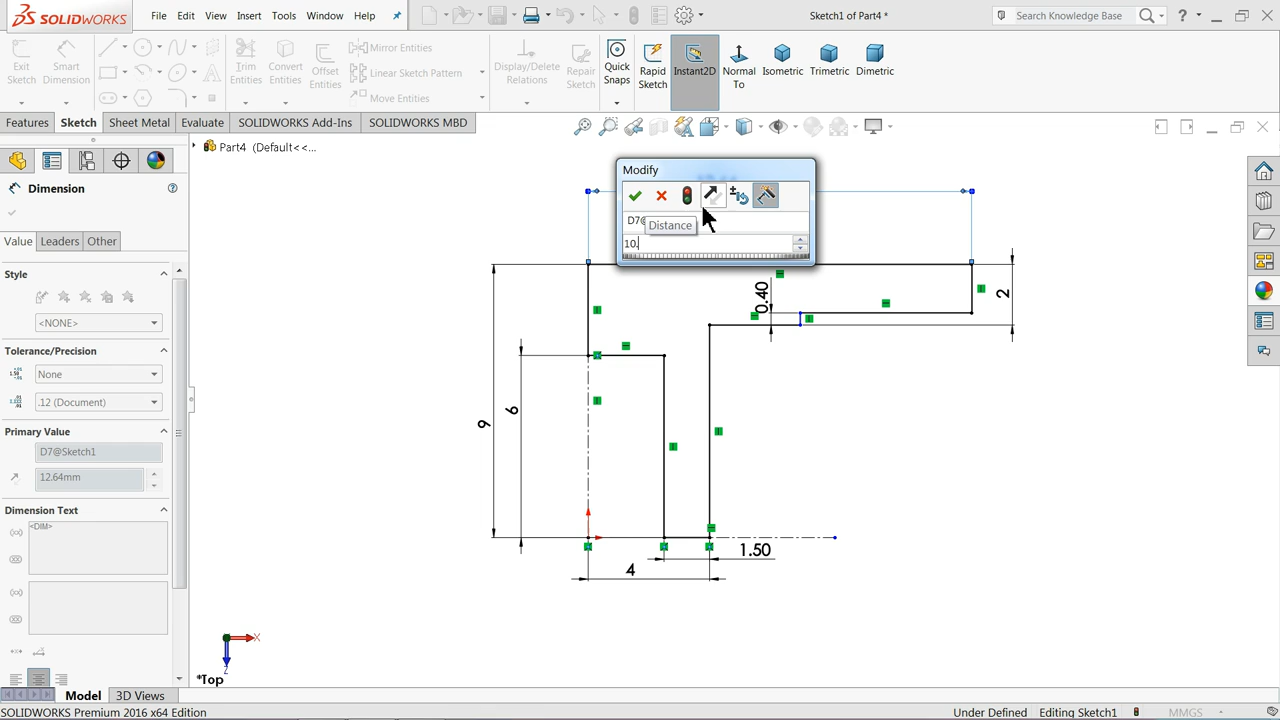 SOLIDWORKS
File Edit View Insert Tools Window Help
Sketch1 of Part4 *
Search Knowledge Base
?
Exit Sketch
Smart Dimension
Trim Entities
Convert Entities
Offset Entities
Mirror Entities
Linear Sketch Pattern
Move Entities
Display/Delete Relations
Repair Sketch
Quick Snaps
Rapid Sketch
Instant2D
Normal To
Isometric
Trimetric
Dimetric
Features Sketch Sheet Metal Evaluate SOLIDWORKS Add-Ins SOLIDWORKS MBD
Part4 (Default<<...
Dimension
Value Leaders Other
Style
<NONE>
Tolerance/Precision
None
.12 (Document)
Primary Value
D7@Sketch1
12.64mm
Dimension Text
<DIM>
Modify
D7@
Distance
10.
0.40
2
9
6
1.50
4
X
Z
*Top
Model 3D Views
SOLIDWORKS Premium 2016 x64 Edition
Under Defined Editing Sketch1 MMGS